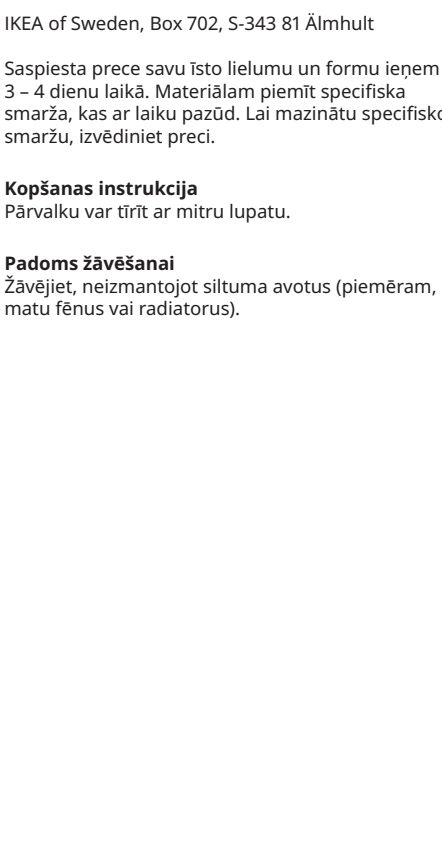 IKEA of Sweden, Box 702, S-343 81 Älmhult
Saspiesta prece savu īsto lielumu un formu ieņem
3 – 4 dienu laikā. Materiālam piemīt specifiska
smarža, kas ar laiku pazūd. Lai mazinātu specifisko
smaržu, izvēdiniet preci.
Kopšanas instrukcija
Pārvalku var tīrīt ar mitru lupatu.
Padoms žāvēšanai
Žāvējiet, neizmantojot siltuma avotus (piemēram,
matu fēnus vai radiatorus).